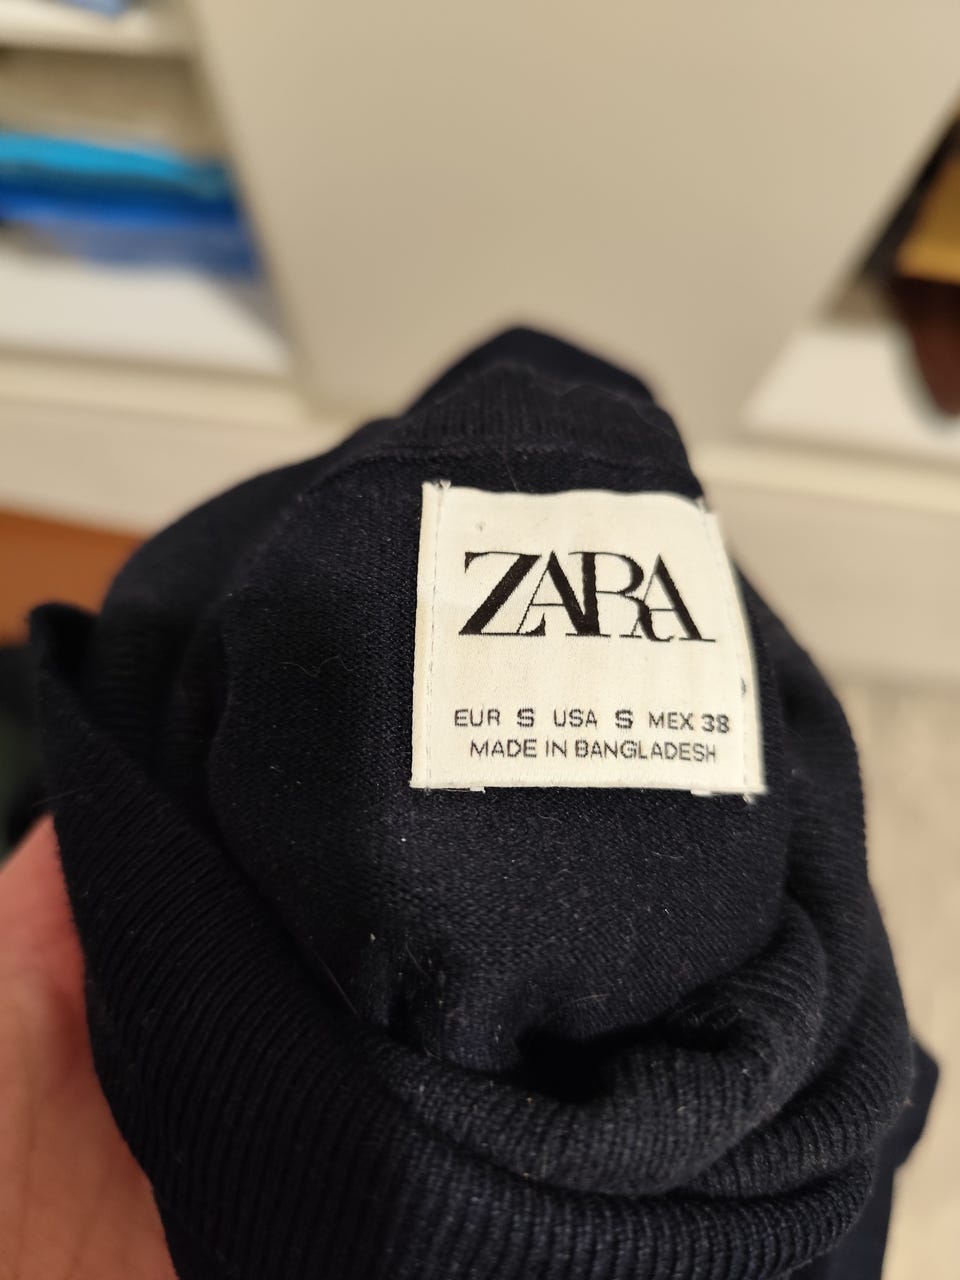 ZARA
EUR S USA S MEX 38
MADE IN BANGLADESH